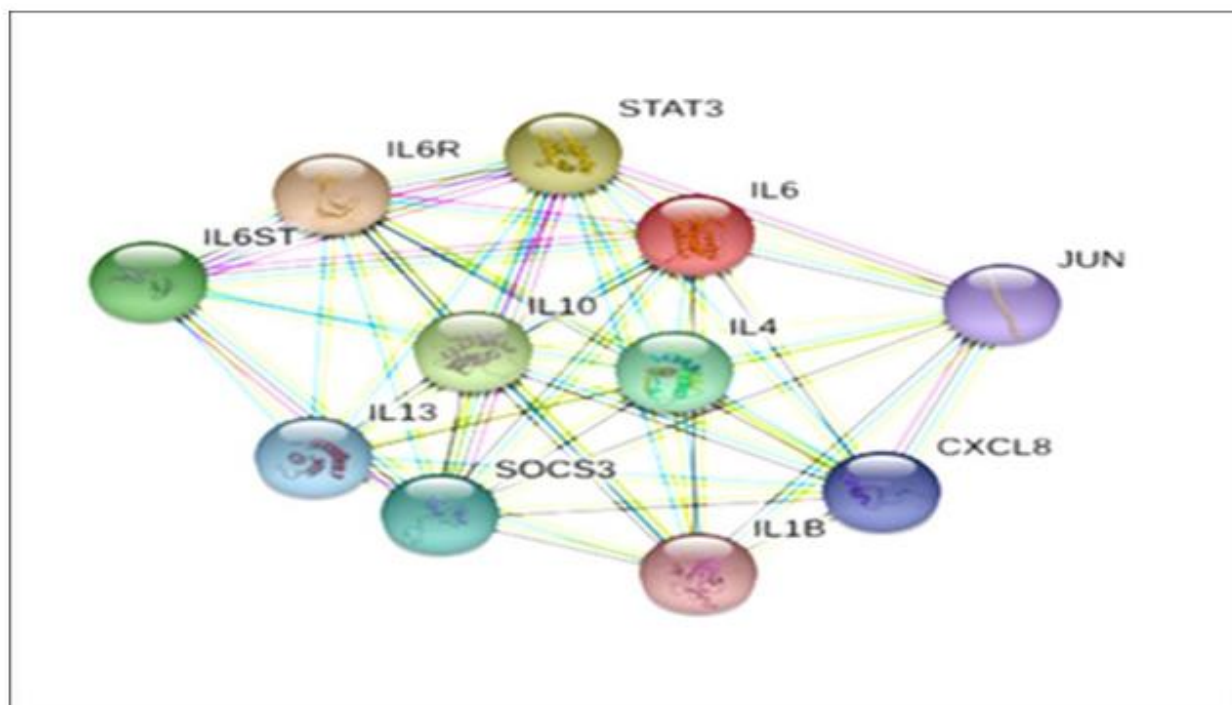 STAT3
IL6R
IL6
IL6ST
JUN
IL10
IL4
IL13
CXCL8
SOCS3
IL1B